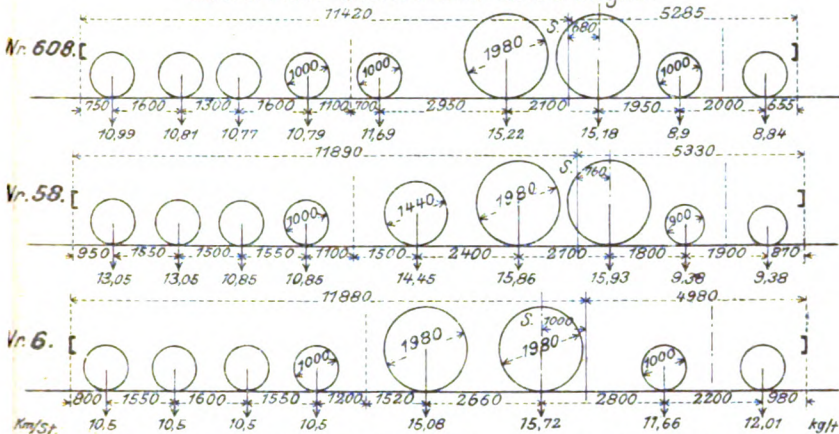 11420 5285
S. 680
Nr. 608. 1000 1000 1980 1000
750 1600 1300 1600 1100 700 2950 2100 1950 2000 655
10,99 10,81 10,77 10,79 11,69 15,22 15,18 8,9 8,84
11890 5330
S. 760
Nr. 58. 1000 1440 1980 900
950 1550 1500 1550 1100 1500 2400 2100 1800 1900 870
13,05 13,05 10,85 10,85 14,45 15,86 15,93 9,38 9,38
11880 4980
S. 1000
Nr. 6. 1000 1980 1980 1000
800 1550 1600 1550 1200 1520 2660 2800 2200 980
Km/St. 10,5 10,5 10,5 10,5 15,08 15,72 11,66 12,01